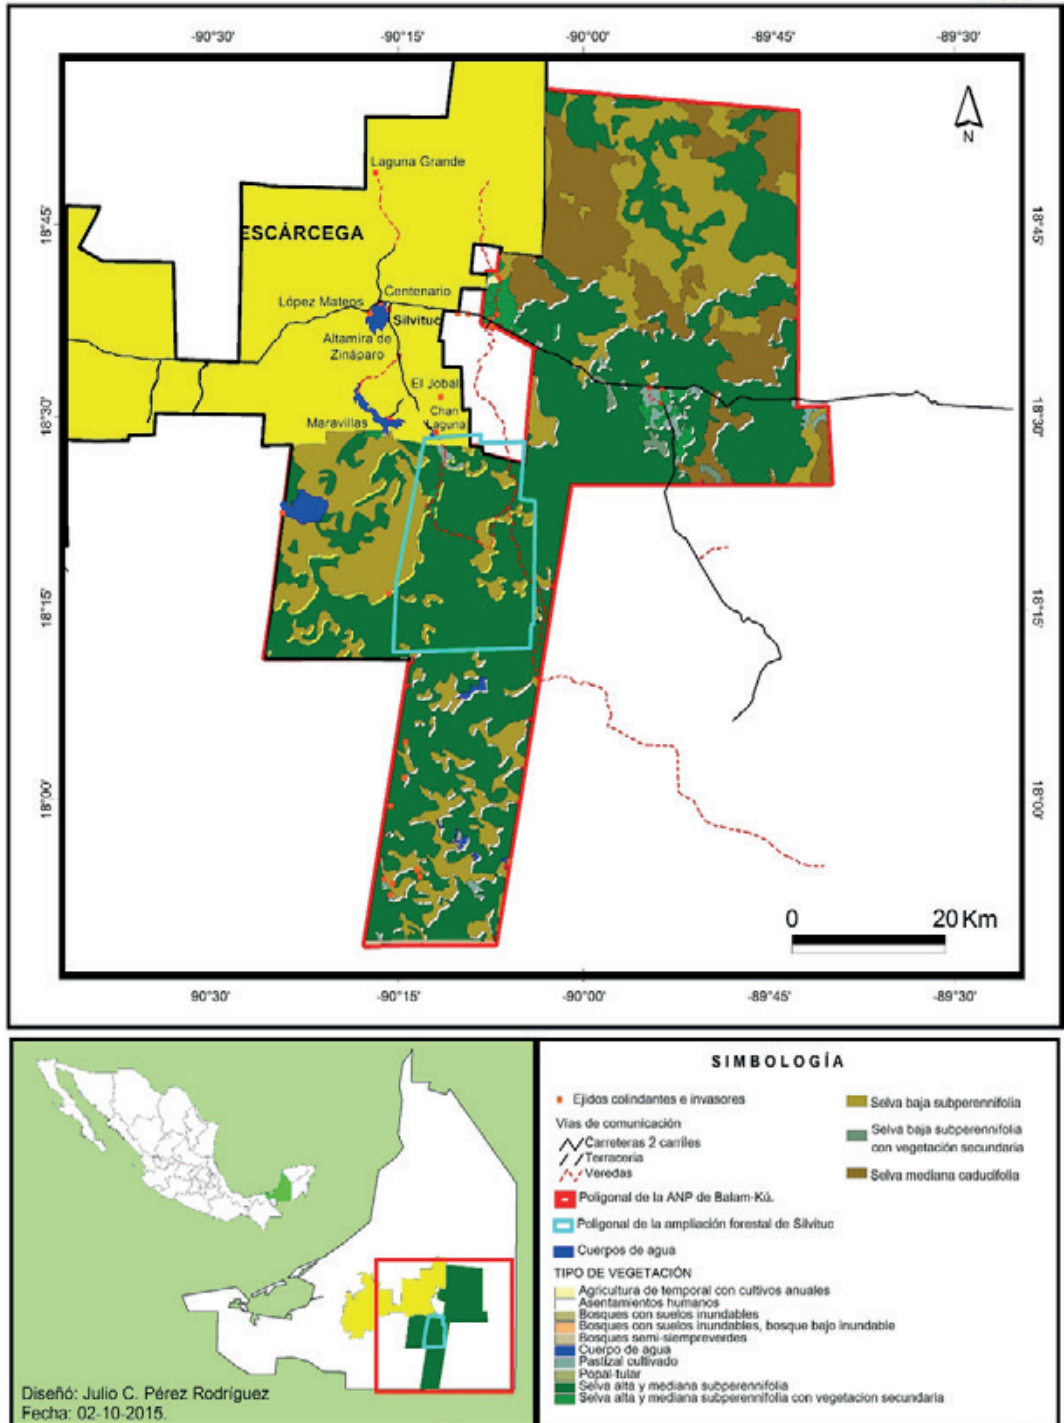 -90°30' -90°15' -90°00' -89°45' -89°30'
N
Laguna Grande
18°45' 18°45'
ESCÁRCEGA
Centenario
López Mateos
Silvituc
Altamira de
Zináparo
El Jobal
18°30' 18°30'
Chan
Laguna
Maravillas
18°15' 18°15'
18°00' 18°00'
0 20 Km
-90°30' -90°15' -90°00' -89°45' -89°30'
Diseñó: Julio C. Pérez Rodríguez
Fecha: 02-10-2015.
SIMBOLOGÍA
Ejidos colindantes e invasores
Vías de comunicación
Carreteras 2 carriles
Terraceria
Veredas
Poligonal de la ANP de Balam-Kú.
Poligonal de la ampliación forestal de Silvituc
Cuerpos de agua
TIPO DE VEGETACIÓN
Agricultura de temporal con cultivos anuales
Asentamientos humanos
Bosques con suelos inundables
Bosques con suelos inundables, bosque bajo inundable
Bosques semi-siempreverdes
Cuerpo de agua
Pastizal cultivado
Popal-tular
Selva alta y mediana subperennifolia
Selva alta y mediana subperennifolia con vegetacion secundaria
Selva baja subperennifolia
Selva baja subperennifolia
con vegetación secundaria
Selva mediana caducifolia